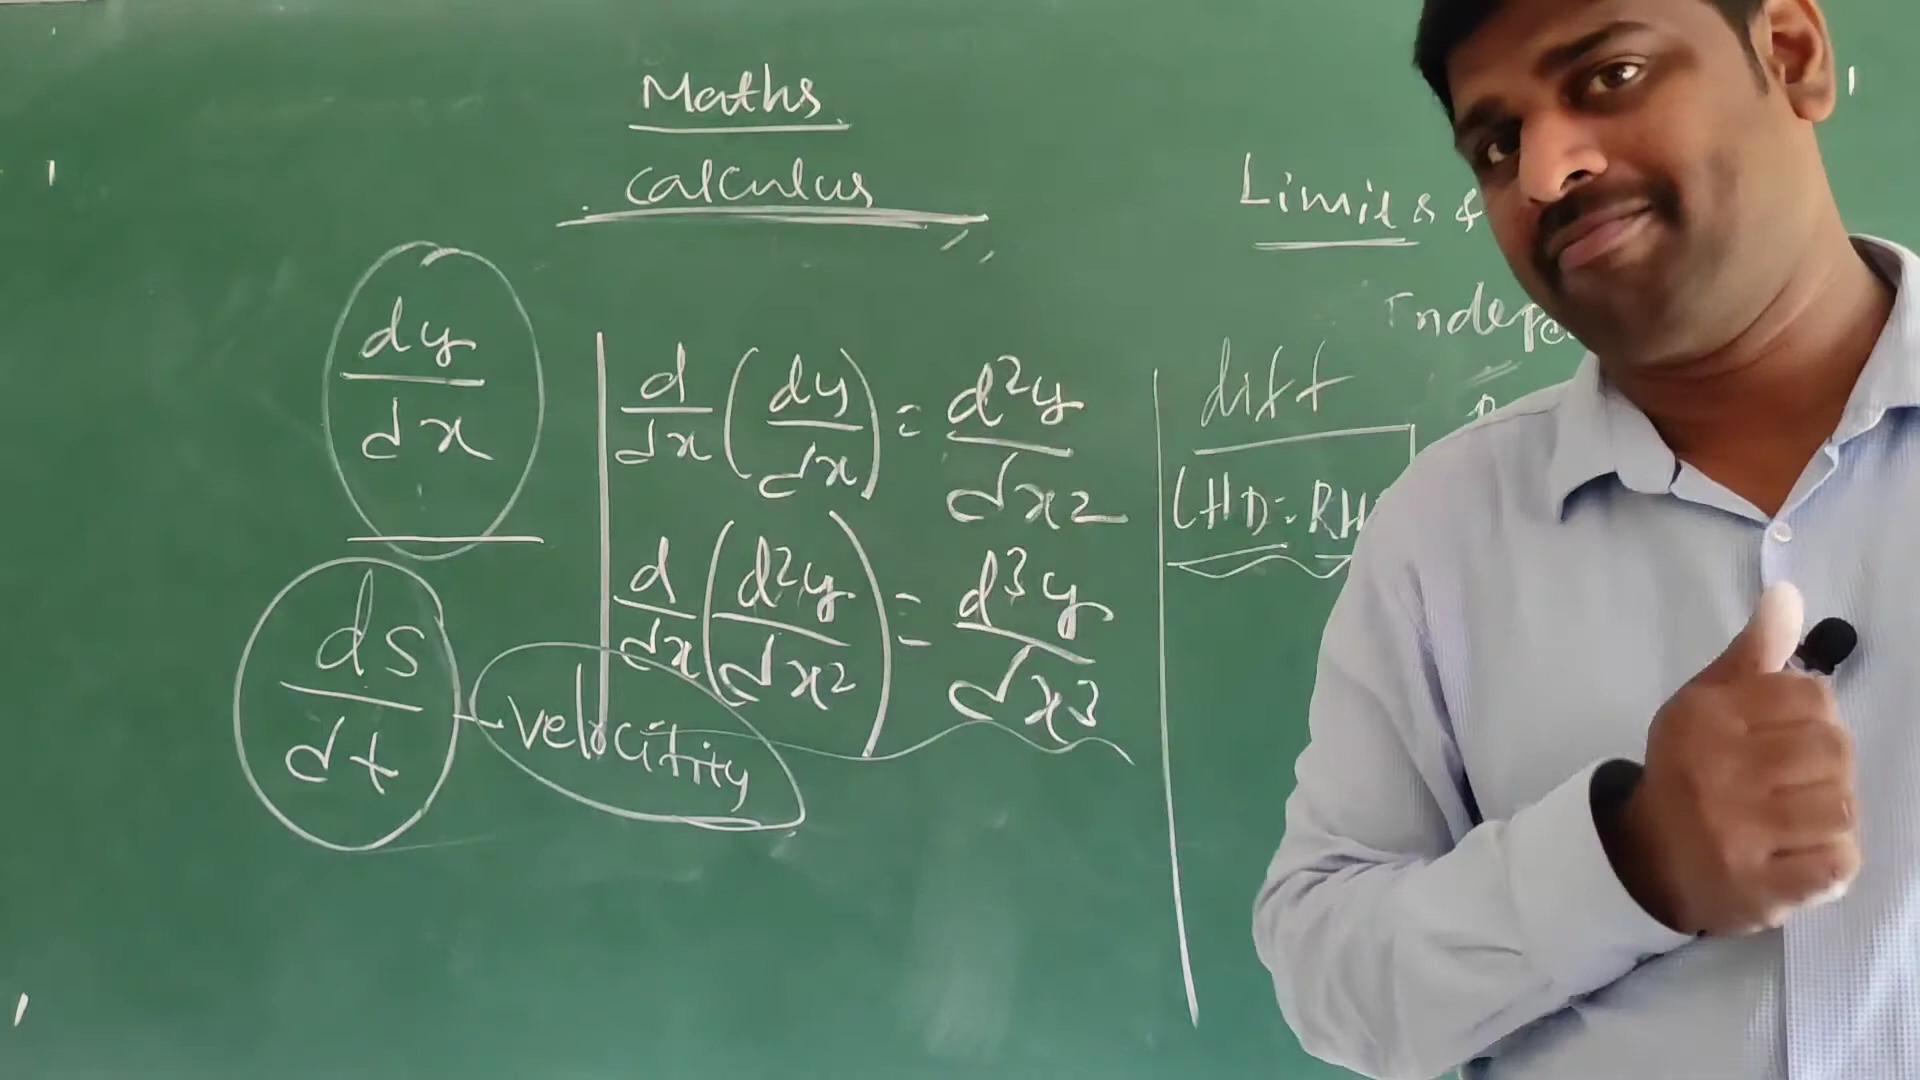 Maths
calculus
dy/dx
d/dx (dy/dx) = d²y/dx2
d/dx (d²y/dx2) = d³y/dx3
ds/dt - velocitity
Limits &
diff
LHD = RH